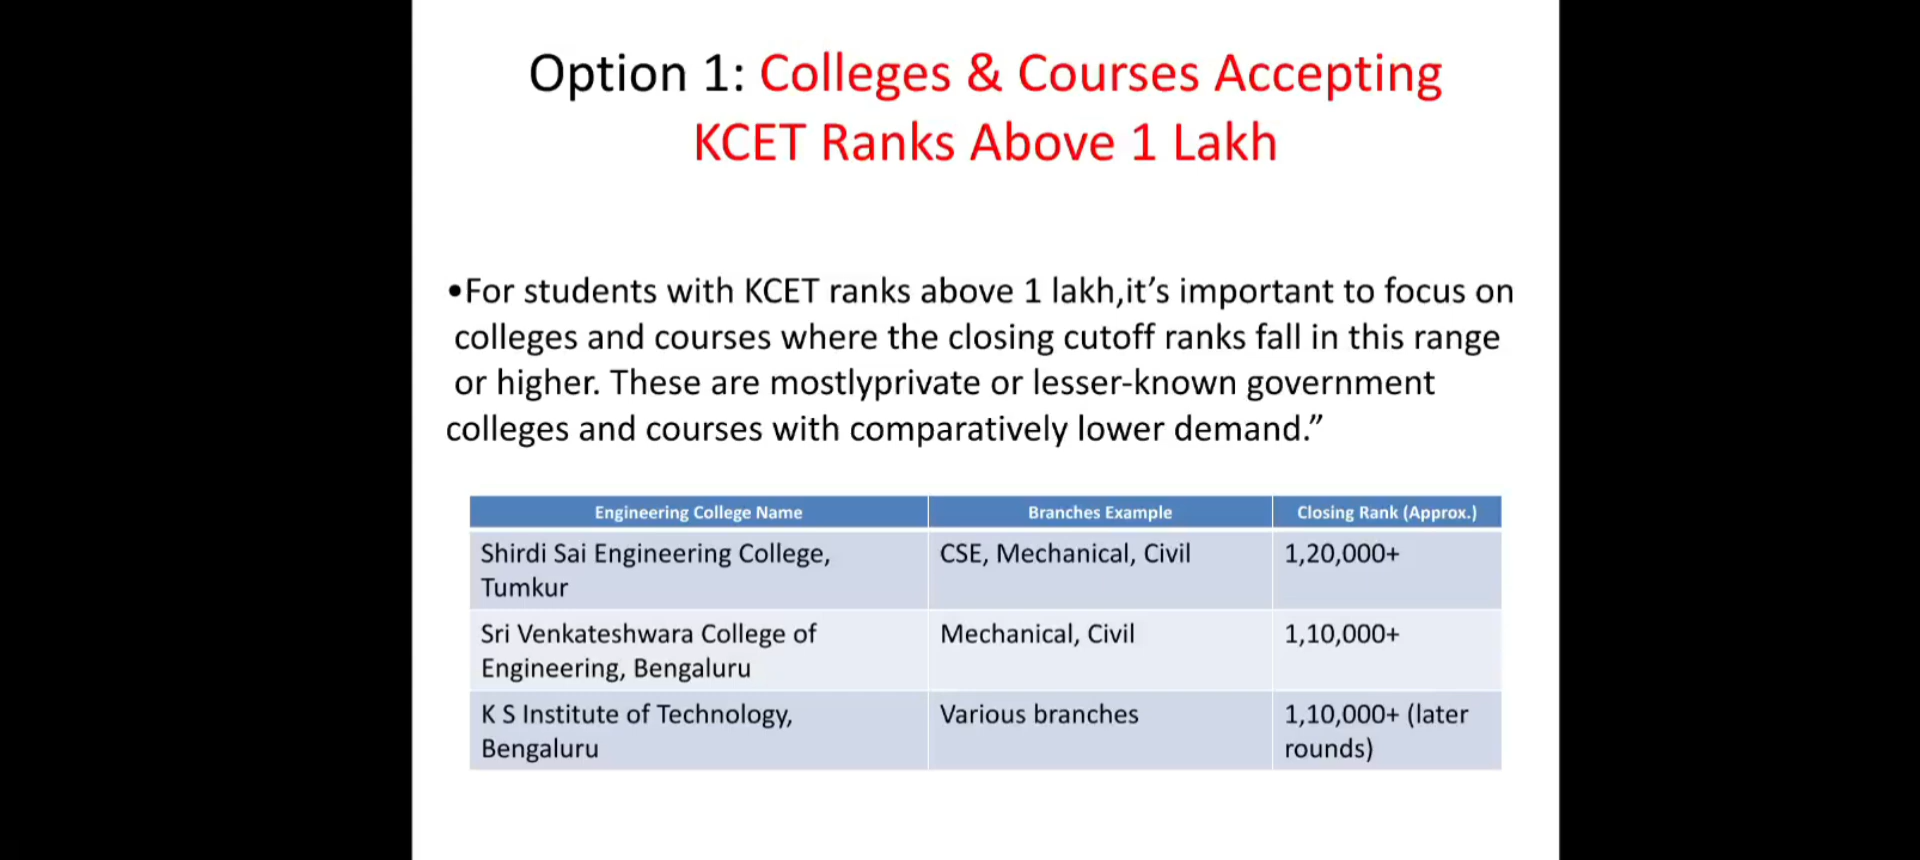 Option 1: Colleges & Courses Accepting
KCET Ranks Above 1 Lakh
•For students with KCET ranks above 1 lakh,it’s important to focus on
colleges and courses where the closing cutoff ranks fall in this range
or higher. These are mostlyprivate or lesser-known government
colleges and courses with comparatively lower demand.”
Engineering College Name Branches Example Closing Rank (Approx.)
Shirdi Sai Engineering College, CSE, Mechanical, Civil 1,20,000+
Tumkur
Sri Venkateshwara College of Mechanical, Civil 1,10,000+
Engineering, Bengaluru
K S Institute of Technology, Various branches 1,10,000+ (later
Bengaluru rounds)